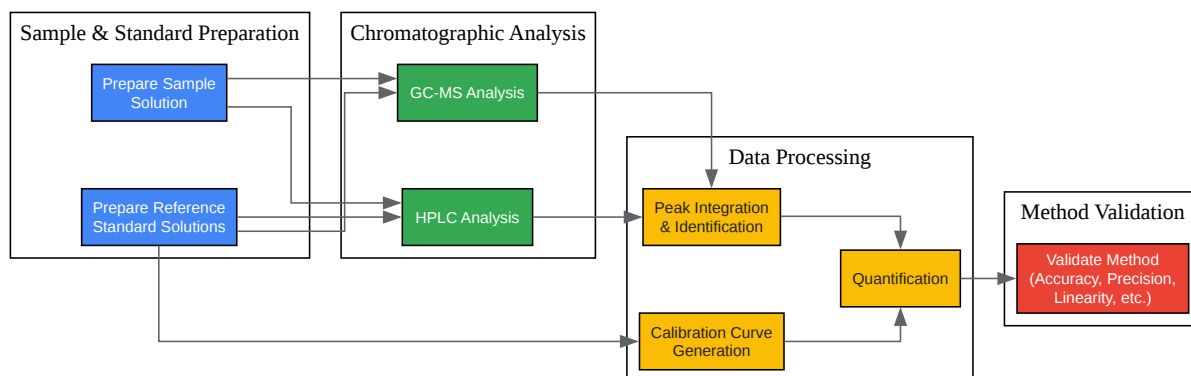 Sample & Standard Preparation
Prepare Sample
Solution
Prepare Reference
Standard Solutions
Chromatographic Analysis
GC-MS Analysis
HPLC Analysis
Data Processing
Peak Integration
& Identification
Quantification
Calibration Curve
Generation
Method Validation
Validate Method
(Accuracy, Precision,
Linearity, etc.)